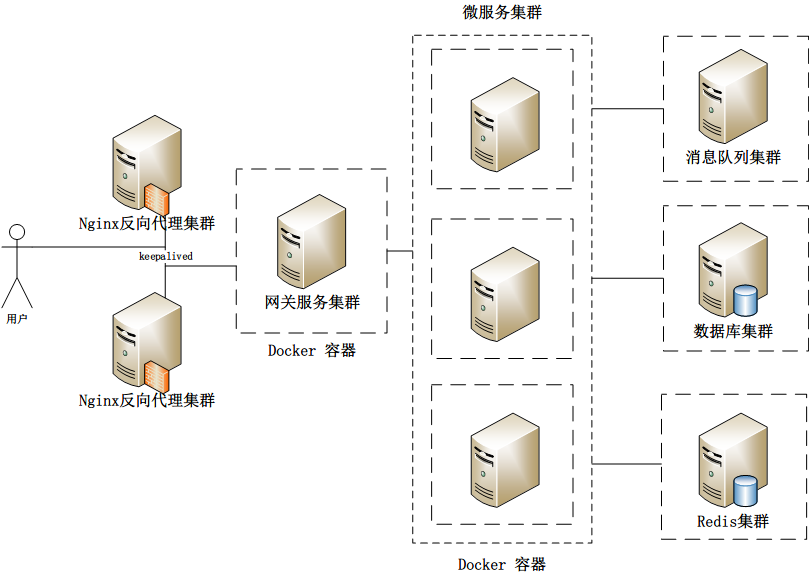 微服务集群
消息队列集群
Nginx反向代理集群
keepalived
用户
网关服务集群
Docker 容器
数据库集群
Nginx反向代理集群
Redis集群
Docker 容器